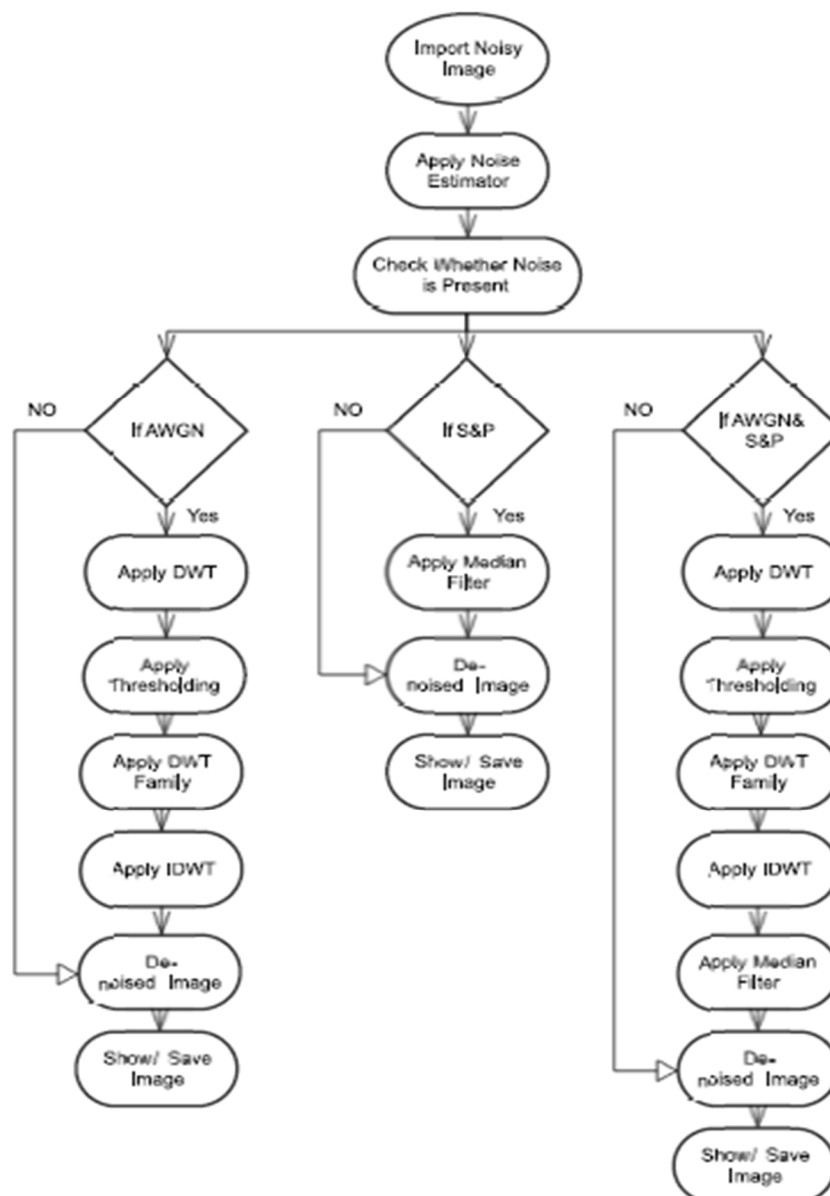 Import Noisy
Image
Apply Noise
Estimator
Check Whether Noise
is Present
NO
If AWGN
Yes
Apply DWT
Apply
Thresholding
Apply DWT
Family
Apply IDWT
De-
noised Image
Show/ Save
Image
NO
If S&P
Yes
Apply Median
Filter
De-
noised Image
Show/ Save
Image
NO
If AWGN&
S&P
Yes
Apply DWT
Apply
Thresholding
Apply DWT
Family
Apply IDWT
Apply Median
Filter
De-
noised Image
Show/ Save
Image